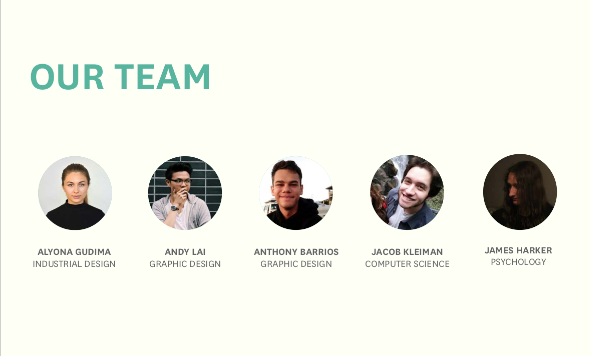 OUR TEAM
ALYONA GUDIMA
INDUSTRIAL DESIGN
ANDY LAI
GRAPHIC DESIGN
ANTHONY BARRIOS
GRAPHIC DESIGN
JACOB KLEIMAN
COMPUTER SCIENCE
JAMES HARKER
PSYCHOLOGY